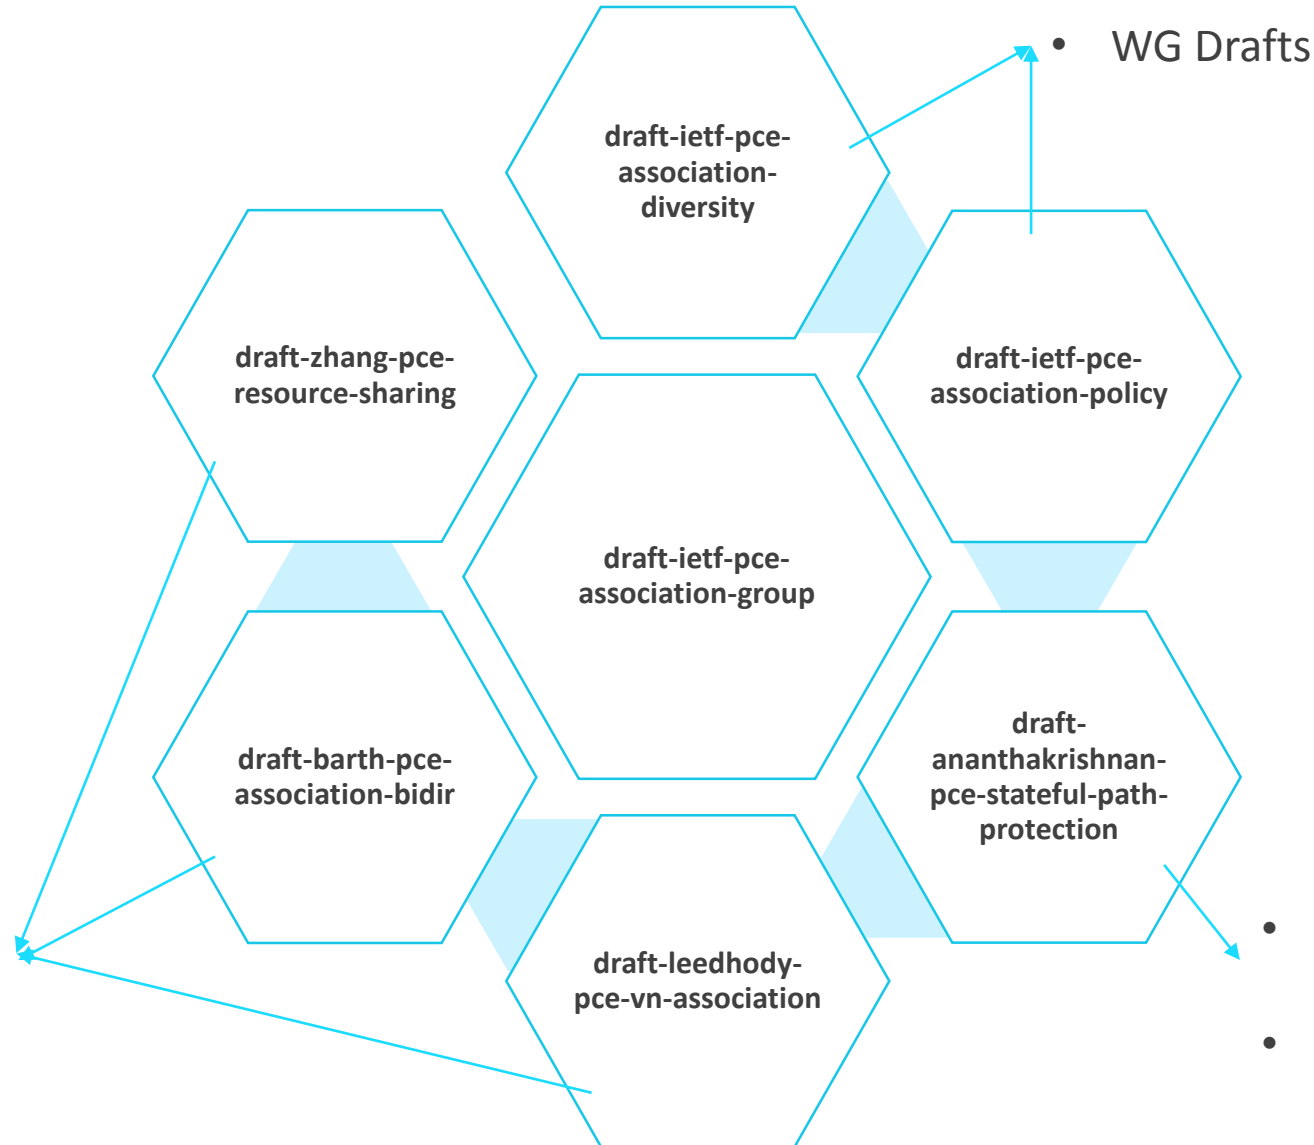 • WG Drafts
draft-ietf-pce-
association-
diversity
draft-zhang-pce-
resource-sharing
draft-ietf-pce-
association-policy
draft-ietf-pce-
association-group
draft-barth-pce-
association-bidir
draft-
ananthakrishnan-
pce-stateful-path-
protection
draft-leedhody-
pce-vn-association
•
•